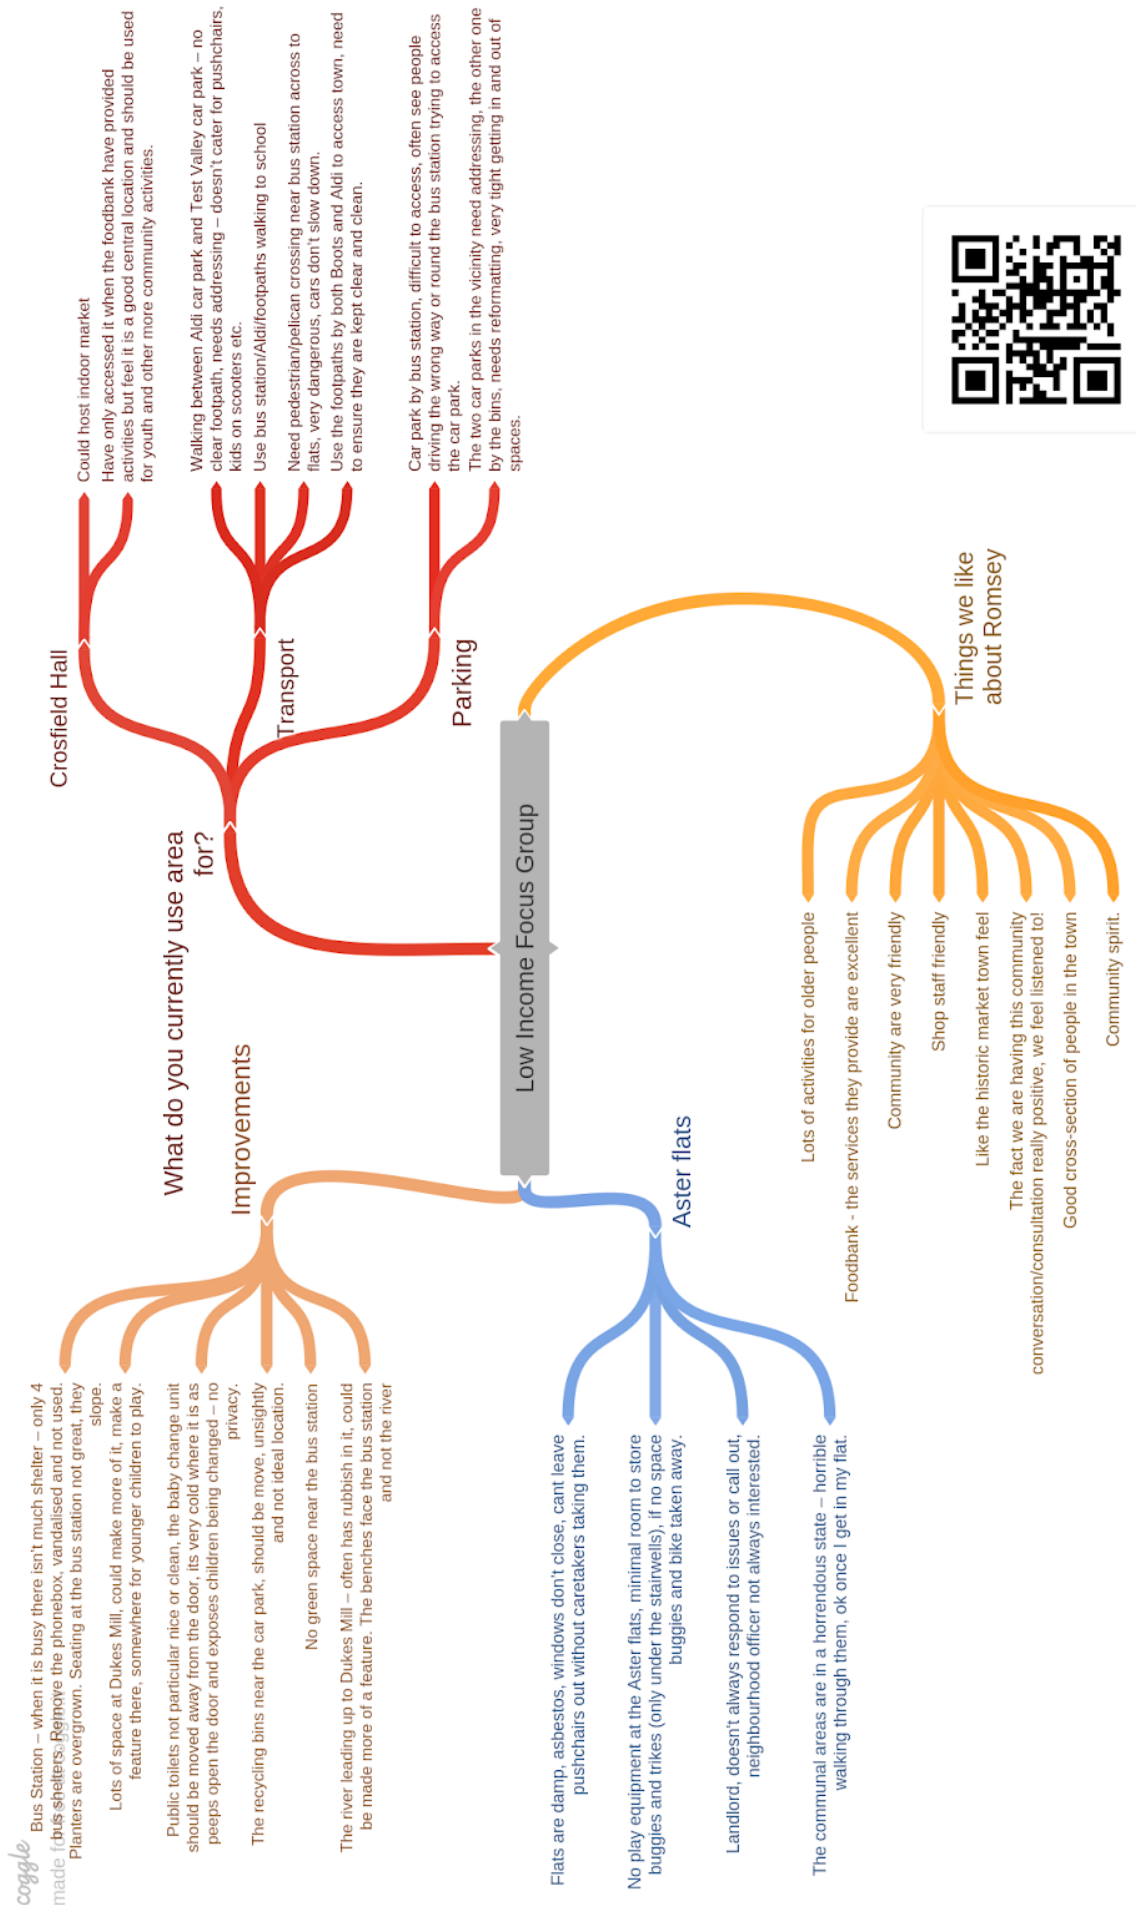 coggle
made for free at coggle.it
Low Income Focus Group
What do you currently use area
for?
Crosfield Hall
Could host indoor market
Have only accessed it when the foodbank have provided
activities but feel it is a good central location and should be used
for youth and other more community activities.
Transport
Walking between Aldi car park and Test Valley car park – no
clear footpath, needs addressing – doesn't cater for pushchairs,
kids on scooters etc.
Use bus station/Aldi/footpaths walking to school
Need pedestrian/pelican crossing near bus station across to
flats, very dangerous, cars don't slow down.
Use the footpaths by both Boots and Aldi to access town, need
to ensure they are kept clear and clean.
Parking
Car park by bus station, difficult to access, often see people
driving the wrong way or round the bus station trying to access
the car park.
The two car parks in the vicinity need addressing, the other one
by the bins, needs reformatting, very tight getting in and out of
spaces.
Improvements
Bus Station – when it is busy there isn't much shelter – only 4
bus shelters. Remove the phonebox, vandalised and not used.
Planters are overgrown. Seating at the bus station not great, they
slope.
Lots of space at Dukes Mill, could make more of it, make a
feature there, somewhere for younger children to play.
Public toilets not particular nice or clean, the baby change unit
should be moved away from the door, its very cold where it is as
peeps open the door and exposes children being changed – no
privacy.
The recycling bins near the car park, should be move, unsightly
and not ideal location.
No green space near the bus station
The river leading up to Dukes Mill – often has rubbish in it, could
be made more of a feature. The benches face the bus station
and not the river
Aster flats
Flats are damp, asbestos, windows don't close, cant leave
pushchairs out without caretakers taking them.
No play equipment at the Aster flats, minimal room to store
buggies and trikes (only under the stairwells), if no space
buggies and bike taken away.
Landlord, doesn't always respond to issues or call out,
neighbourhood officer not always interested.
The communal areas are in a horrendous state – horrible
walking through them, ok once I get in my flat.
Things we like
about Romsey
Lots of activities for older people
Foodbank - the services they provide are excellent
Community are very friendly
Shop staff friendly
Like the historic market town feel
The fact we are having this community
conversation/consultation really positive, we feel listened to!
Good cross-section of people in the town
Community spirit.